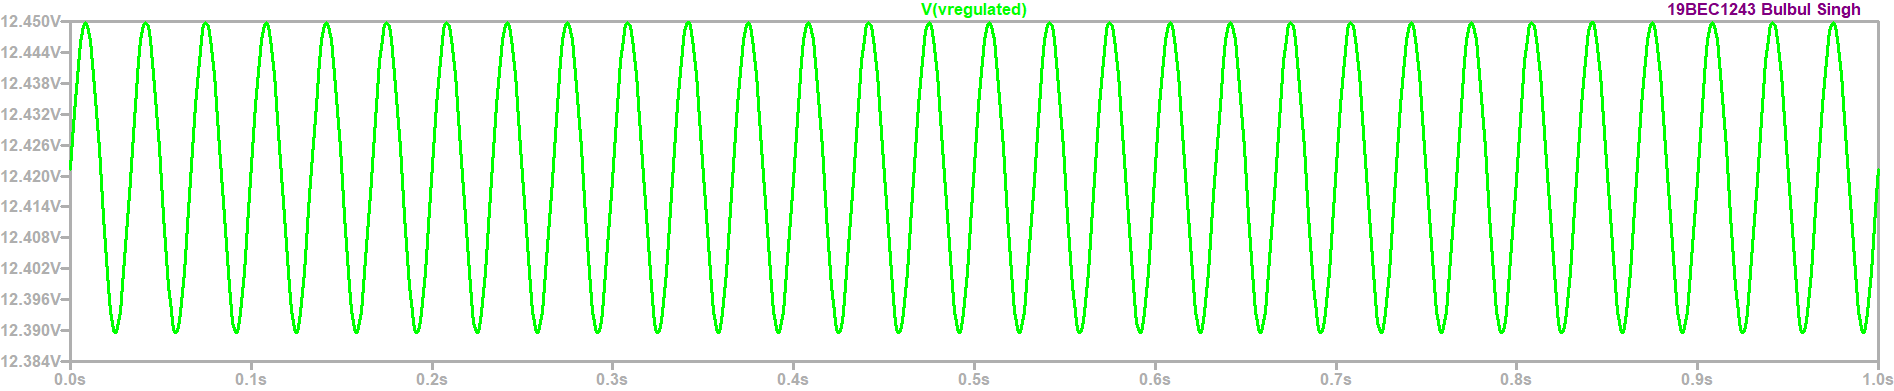 V(vregulated)
19BEC1243 Bulbul Singh
12.450V
12.444V
12.438V
12.432V
12.426V
12.420V
12.414V
12.408V
12.402V
12.396V
12.390V
12.384V
0.0s 0.1s 0.2s 0.3s 0.4s 0.5s 0.6s 0.7s 0.8s 0.9s 1.0s